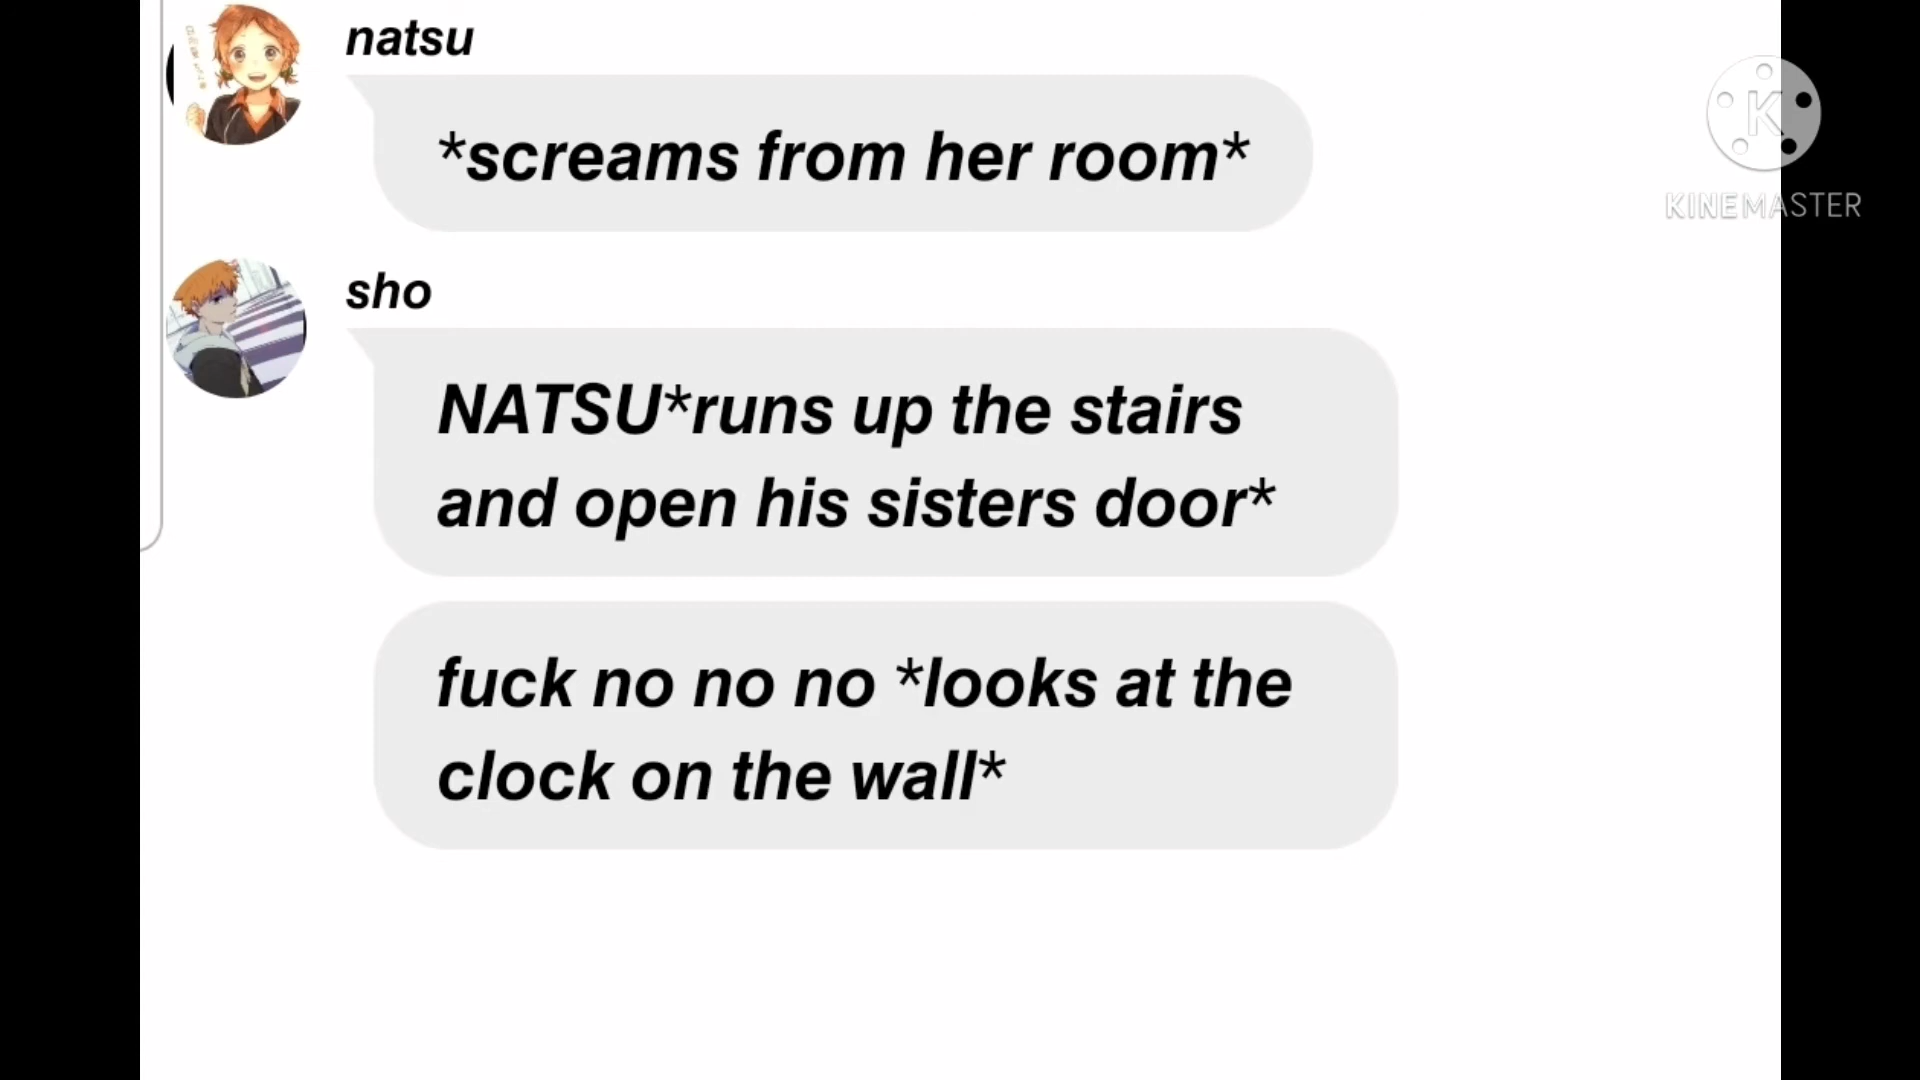 natsu
*screams from her room*
K
KINEMASTER
sho
NATSU*runs up the stairs
and open his sisters door*
fuck no no no *looks at the
clock on the wall*